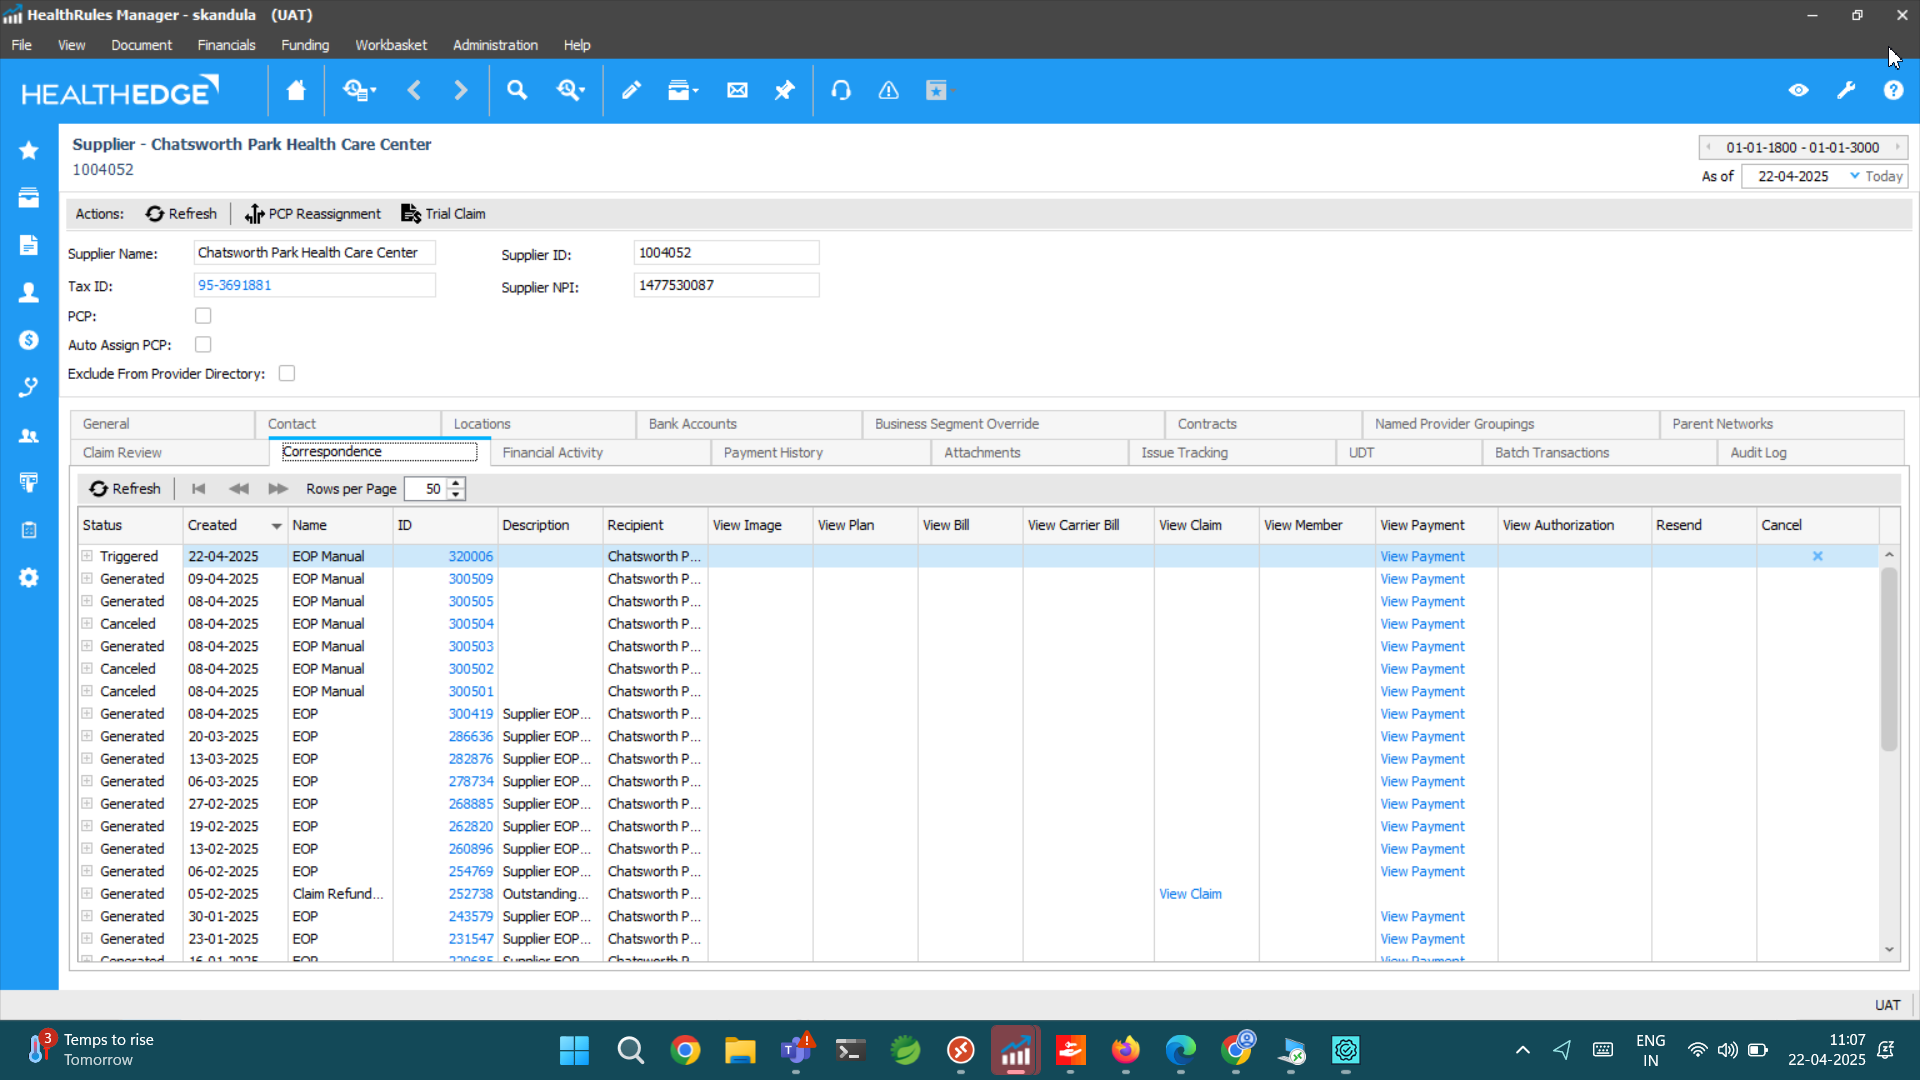 HealthRules Manager - skandula (UAT)
File View Document Financials Funding Workbasket Administration Help
HEALTHEDGE
Supplier - Chatsworth Park Health Care Center
1004052
01-01-1800 - 01-01-3000
As of 22-04-2025 Today
Actions: Refresh PCP Reassignment Trial Claim
Supplier Name: Chatsworth Park Health Care Center Supplier ID: 1004052
Tax ID: 95-3691881 Supplier NPI: 1477530087
PCP:
Auto Assign PCP:
Exclude From Provider Directory:
General Contact Locations Bank Accounts Business Segment Override Contracts Named Provider Groupings Parent Networks
Claim Review Correspondence Financial Activity Payment History Attachments Issue Tracking UDT Batch Transactions Audit Log
Refresh Rows per Page 50
Status Created Name ID Description Recipient View Image View Plan View Bill View Carrier Bill View Claim View Member View Payment View Authorization Resend Cancel
Triggered 22-04-2025 EOP Manual 320006 Chatsworth P... View Payment
Generated 09-04-2025 EOP Manual 300509 Chatsworth P... View Payment
Generated 08-04-2025 EOP Manual 300505 Chatsworth P... View Payment
Canceled 08-04-2025 EOP Manual 300504 Chatsworth P... View Payment
Generated 08-04-2025 EOP Manual 300503 Chatsworth P... View Payment
Canceled 08-04-2025 EOP Manual 300502 Chatsworth P... View Payment
Canceled 08-04-2025 EOP Manual 300501 Chatsworth P... View Payment
Generated 08-04-2025 EOP 300419 Supplier EOP... Chatsworth P... View Payment
Generated 20-03-2025 EOP 286636 Supplier EOP... Chatsworth P... View Payment
Generated 13-03-2025 EOP 282876 Supplier EOP... Chatsworth P... View Payment
Generated 06-03-2025 EOP 278734 Supplier EOP... Chatsworth P... View Payment
Generated 27-02-2025 EOP 268885 Supplier EOP... Chatsworth P... View Payment
Generated 19-02-2025 EOP 262820 Supplier EOP... Chatsworth P... View Payment
Generated 13-02-2025 EOP 260896 Supplier EOP... Chatsworth P... View Payment
Generated 06-02-2025 EOP 254769 Supplier EOP... Chatsworth P... View Payment
Generated 05-02-2025 Claim Refund... 252738 Outstanding... Chatsworth P... View Claim
Generated 30-01-2025 EOP 243579 Supplier EOP... Chatsworth P... View Payment
Generated 23-01-2025 EOP 231547 Supplier EOP... Chatsworth P... View Payment
Generated 16-01-2025 EOP Supplier EOP... Chatsworth P... View Payment
UAT
3 Temps to rise
Tomorrow
ENG
IN
11:07
22-04-2025